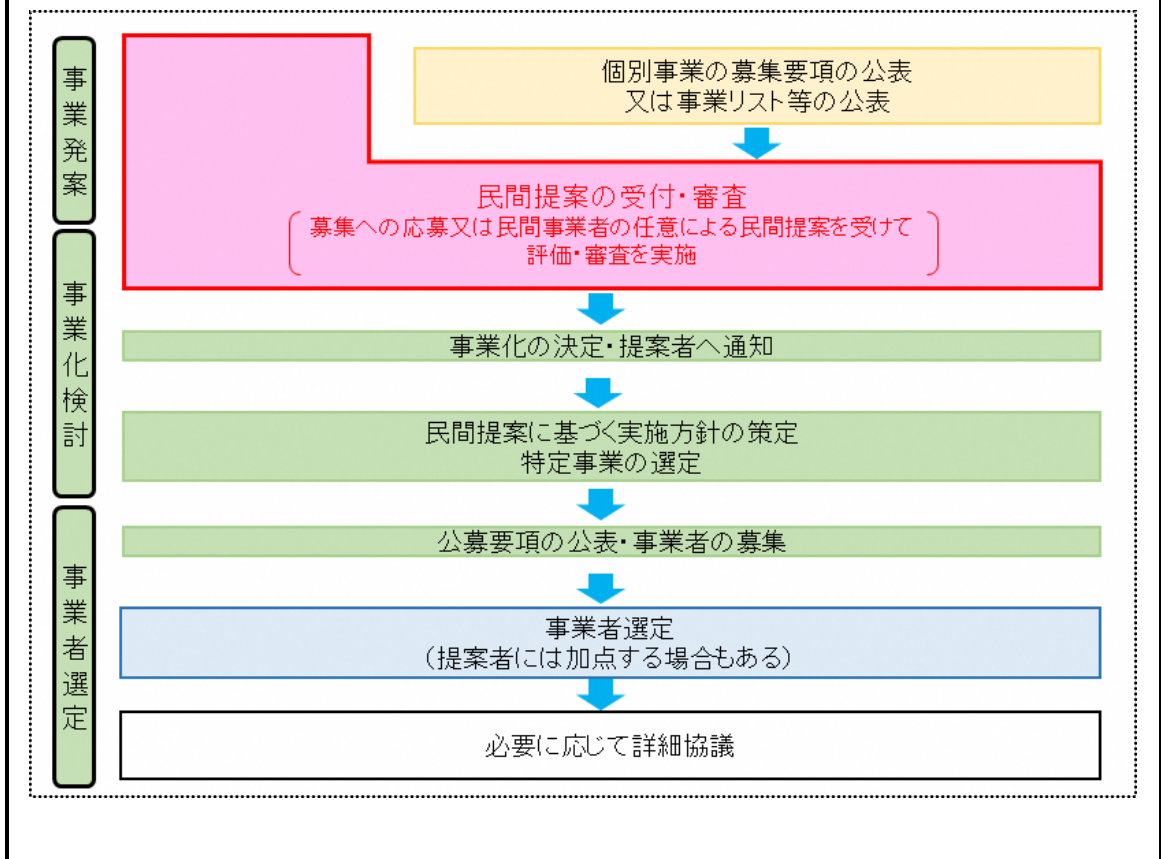 事業発案
個別事業の募集要項の公表
又は事業リスト等の公表
民間提案の受付・審査
募集への応募又は民間事業者の任意による民間提案を受けて
評価・審査を実施
事業化検討
事業化の決定・提案者へ通知
民間提案に基づく実施方針の策定
特定事業の選定
事業者選定
公募要項の公表・事業者の募集
事業者選定
（提案者には加点する場合もある）
必要に応じて詳細協議